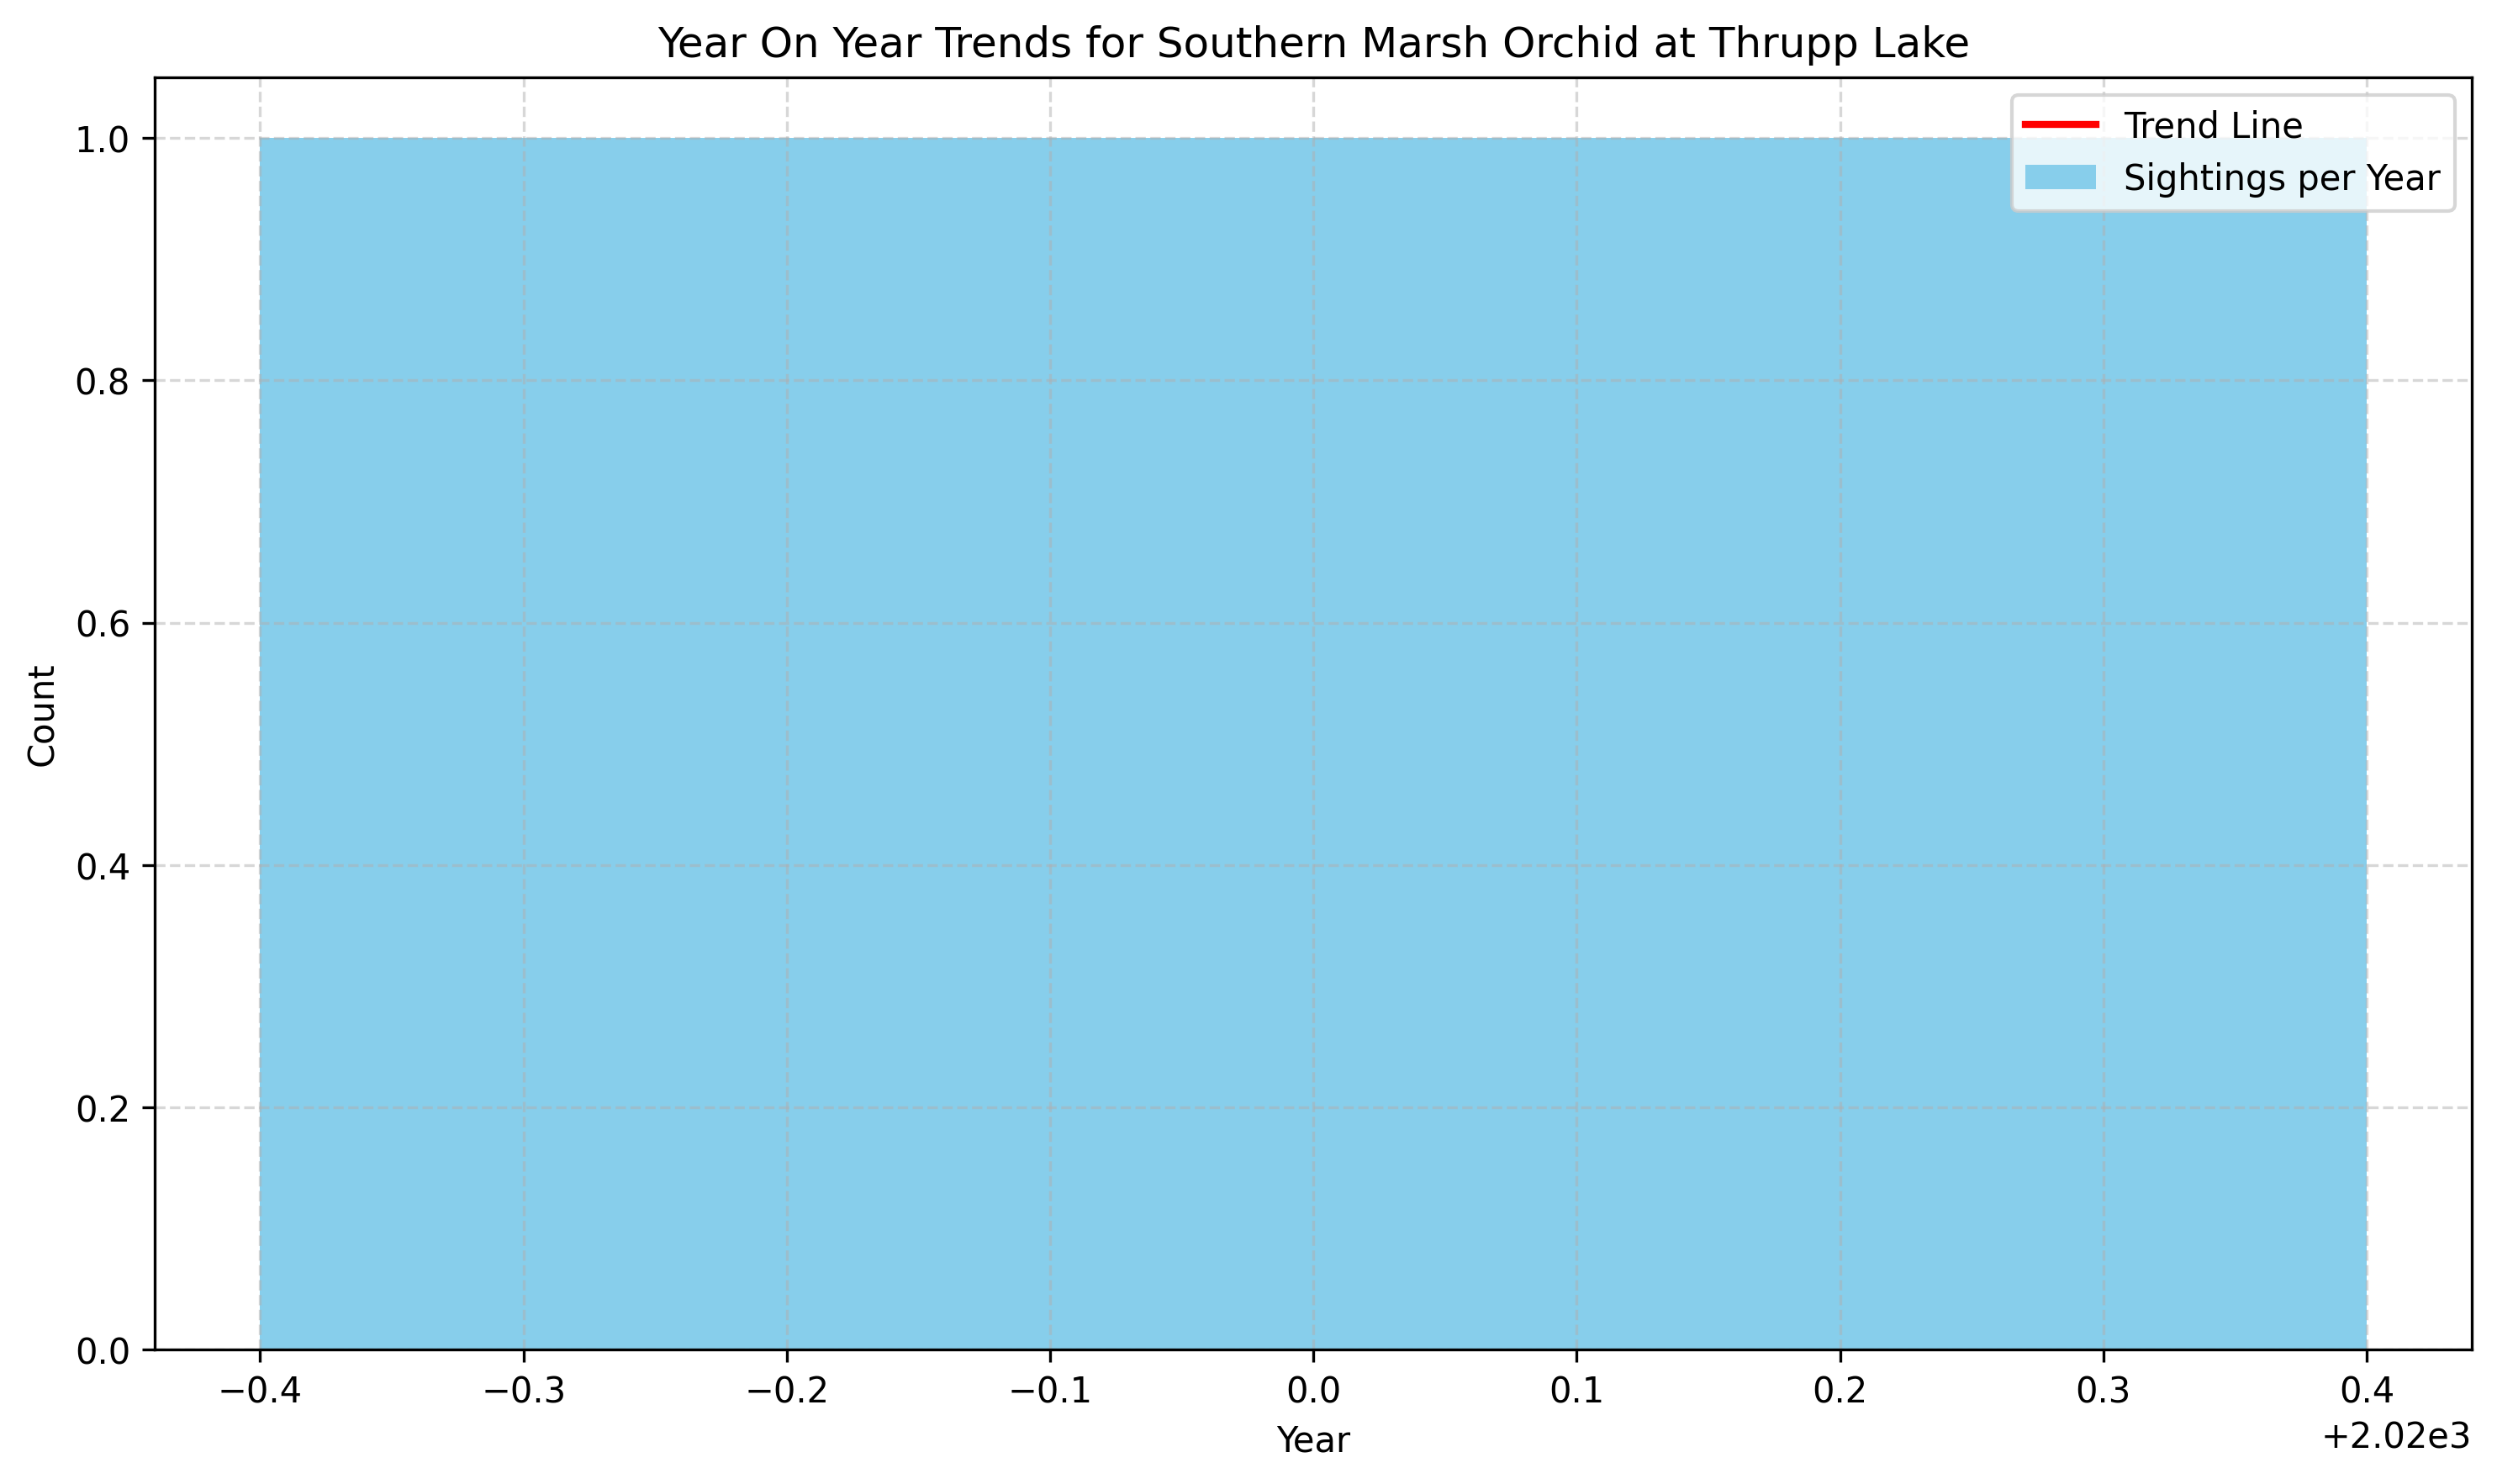 Year On Year Trends for Southern Marsh Orchid at Thrupp Lake
Trend Line
Sightings per Year
1.0
0.8
0.6
0.4
0.2
0.0
Count
−0.4 −0.3 −0.2 −0.1 0.0 0.1 0.2 0.3 0.4
+2.02e3
Year